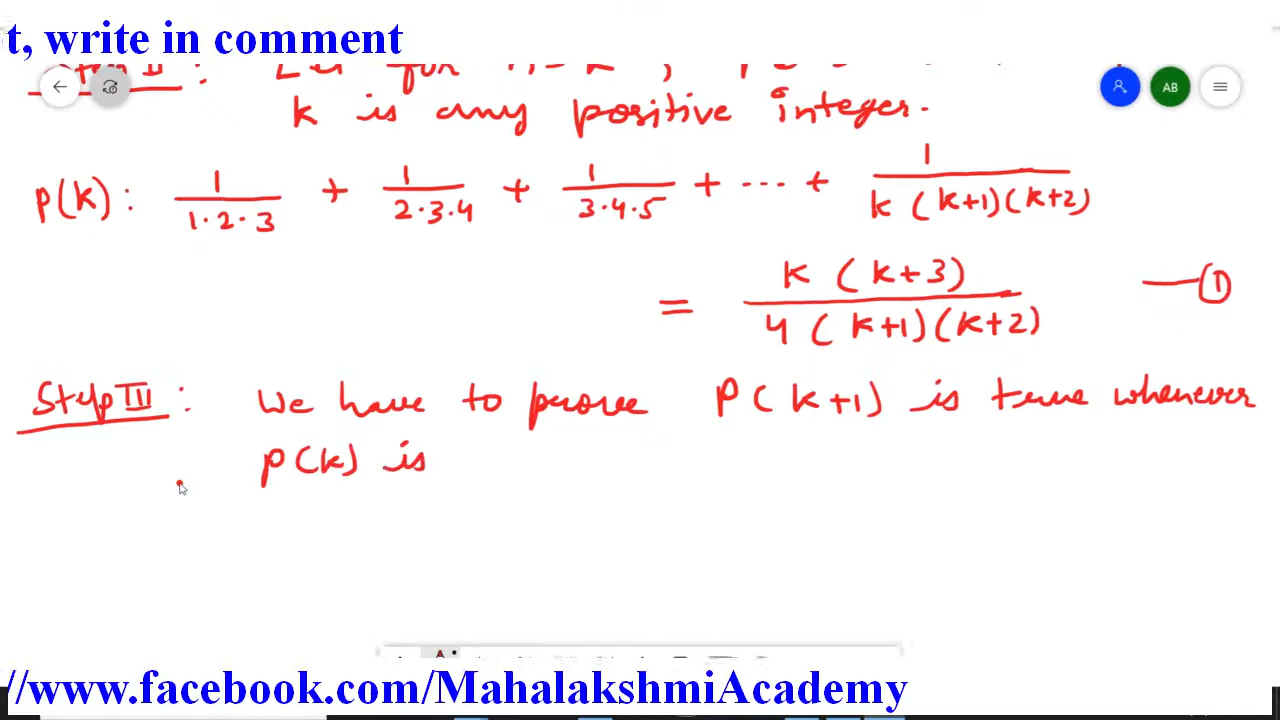 t, write in comment
k is any positive integer.
P(k): 1/(1·2·3) + 1/(2·3·4) + 1/(3·4·5) + ... + 1/(k(k+1)(k+2))
= k(k+3)/(4(k+1)(k+2)) —①
Step III: We have to prove P(k+1) is true whenever
P(k) is
AB
//www.facebook.com/MahalakshmiAcademy